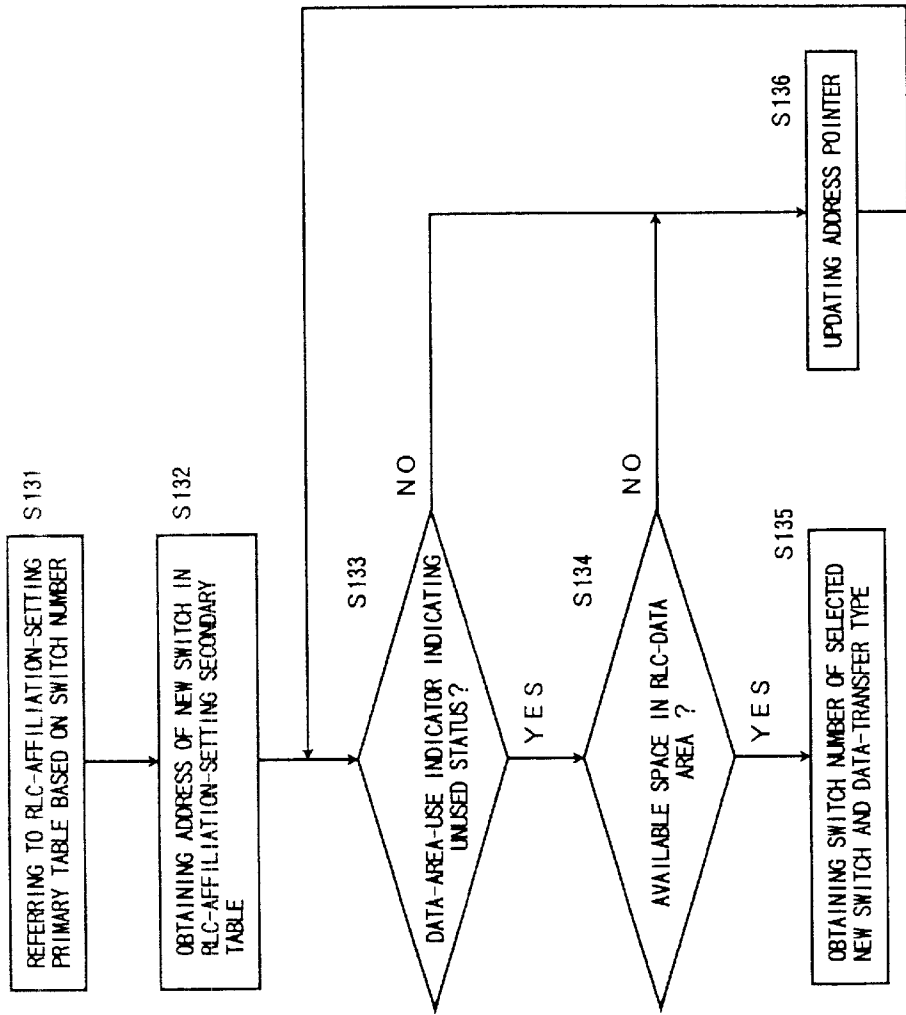 S131
REFERRING TO RLC-AFFILIATION-SETTING
PRIMARY TABLE BASED ON SWITCH NUMBER
S132
OBTAINING ADDRESS OF NEW SWITCH IN
RLC-AFFILIATION-SETTING SECONDARY
TABLE
S133
DATA-AREA-USE INDICATOR INDICATING
UNUSED STATUS?
NO
YES
S134
AVAILABLE SPACE IN RLC-DATA
AREA ?
NO
YES
S135
OBTAINING SWITCH NUMBER OF SELECTED
NEW SWITCH AND DATA-TRANSFER TYPE
S136
UPDATING ADDRESS POINTER